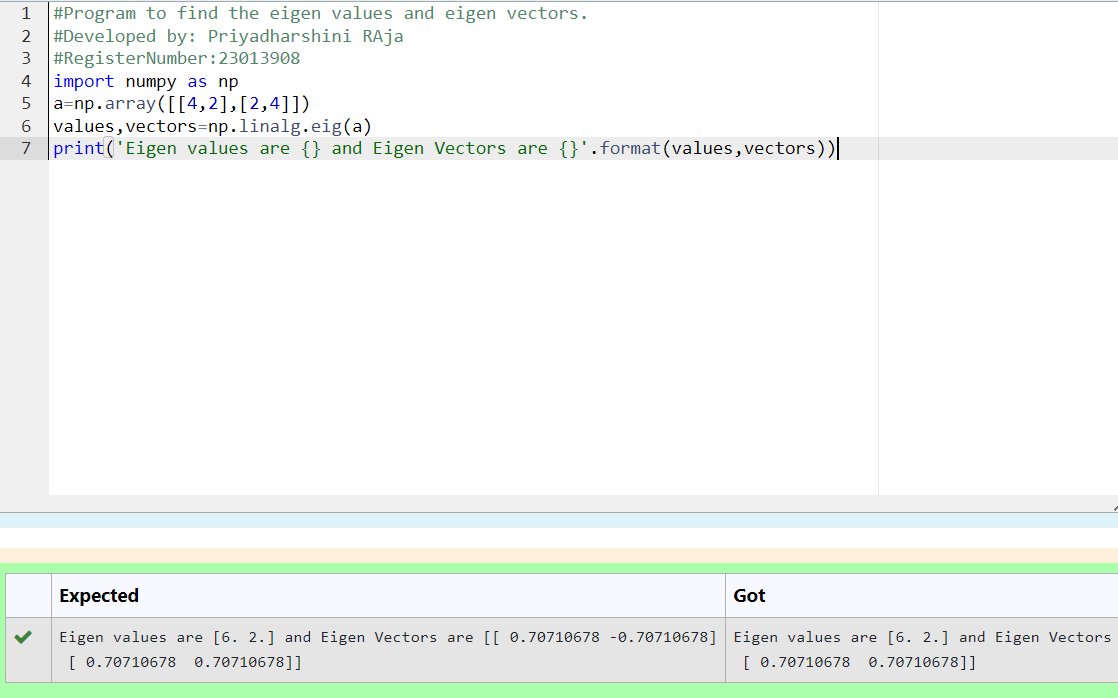 1 #Program to find the eigen values and eigen vectors.
2 #Developed by: Priyadharshini RAja
3 #RegisterNumber:23013908
4 import numpy as np
5 a=np.array([[4,2],[2,4]])
6 values,vectors=np.linalg.eig(a)
7 print('Eigen values are {} and Eigen Vectors are {}'.format(values,vectors))
Expected Got
Eigen values are [6. 2.] and Eigen Vectors are [[ 0.70710678 -0.70710678] Eigen values are [6. 2.] and Eigen Vectors
[ 0.70710678  0.70710678]] [ 0.70710678  0.70710678]]